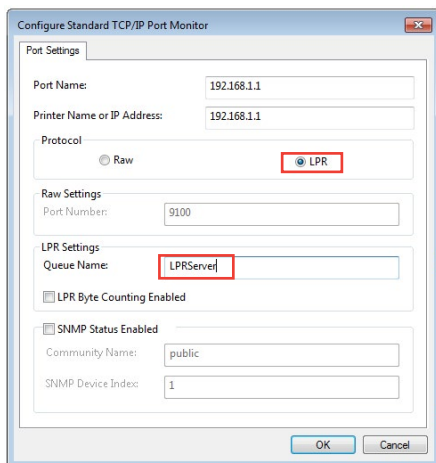 Configure Standard TCP/IP Port Monitor
Port Settings
Port Name: 192.168.1.1
Printer Name or IP Address: 192.168.1.1
Protocol
Raw LPR
Raw Settings
Port Number: 9100
LPR Settings
Queue Name: LPRServer
LPR Byte Counting Enabled
SNMP Status Enabled
Community Name: public
SNMP Device Index: 1
OK Cancel